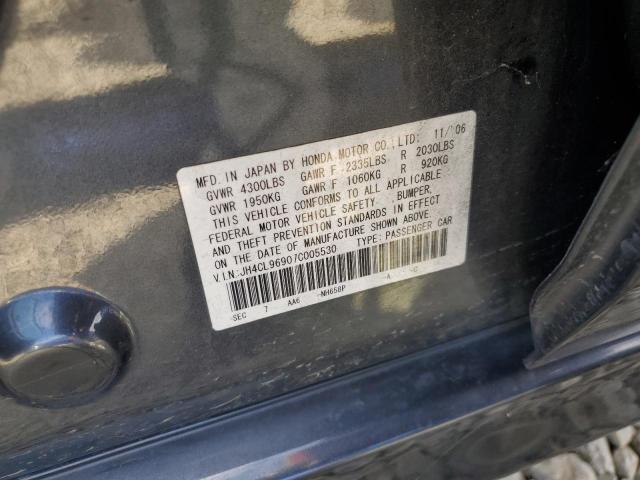 MFD. IN JAPAN BY HONDA MOTOR CO., LTD: 11/'06
GVWR 4300LBS GAWR F 2335LBS R 2030LBS
GVWR 1950KG GAWR F 1060KG R 920KG
THIS VEHICLE CONFORMS TO ALL APPLICABLE
FEDERAL MOTOR VEHICLE SAFETY ,BUMPER,
AND THEFT PREVENTION STANDARDS IN EFFECT
ON THE DATE OF MANUFACTURE SHOWN ABOVE.
V.I.N:JH4CL96907C005530 TYPE: PASSENGER CAR
SEC 7 AA6 NH658P A C